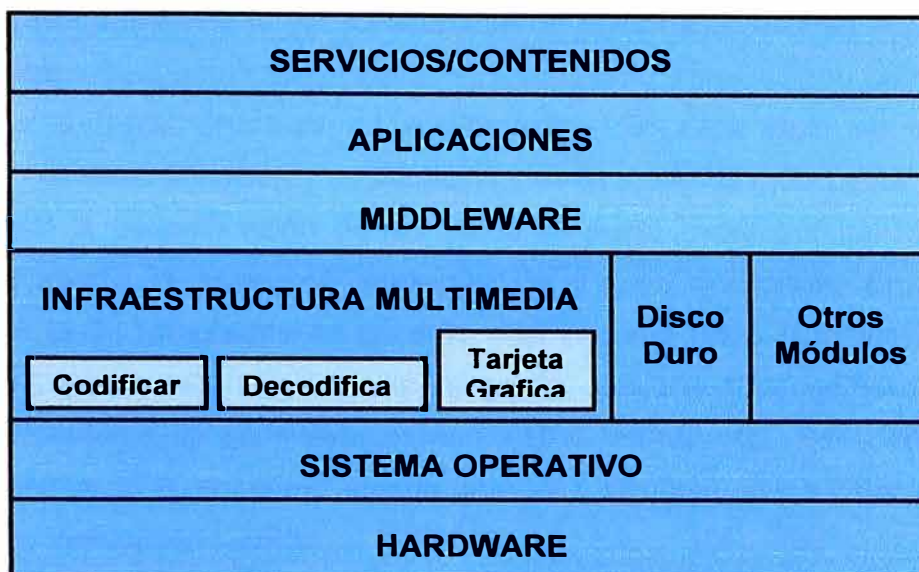 SERVICIOS/CONTENIDOS
APLICACIONES
MIDDLEWARE
INFRAESTRUCTURA MULTIMEDIA
Codificar
Decodifica
Tarjeta
Grafica
Disco
Duro
Otros
Módulos
SISTEMA OPERATIVO
HARDWARE